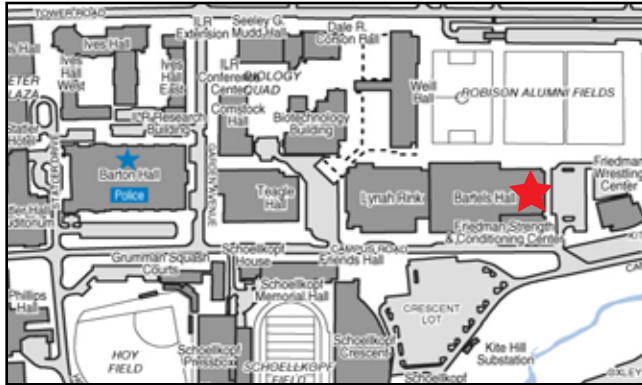 TOWER ROAD
ILR
Extension
Seeley G.
Mudd Hall
Dale R.
Corson Hall
Ives Hall
Ives
Hall
West
Ives
Hall
East
ILR
Conference
Center
BIOLOGY
QUAD
Comstock
Hall
Biotechnology
Building
Weill
Hall
ROBISON ALUMNI FIELDS
Statler
Hotel
ILR Research
Building
Barton Hall
Police
GARDEN AVENUE
Teagle
Hall
Lynah Rink
Bartels Hall
Friedman
Wrestling
Center
Friedman Strength
& Conditioning Center
Grumman Squash
Courts
Schoellkopf
House
CAMPUS ROAD
Friends Hall
Phillips
Hall
Schoellkopf
Memorial Hall
CRESCENT
LOT
HOY
FIELD
Schoellkopf
Pressbox
SCHOELLKOPF
FIELD
Schoellkopf
Crescent
Kite Hill
Substation
Schoellkopf